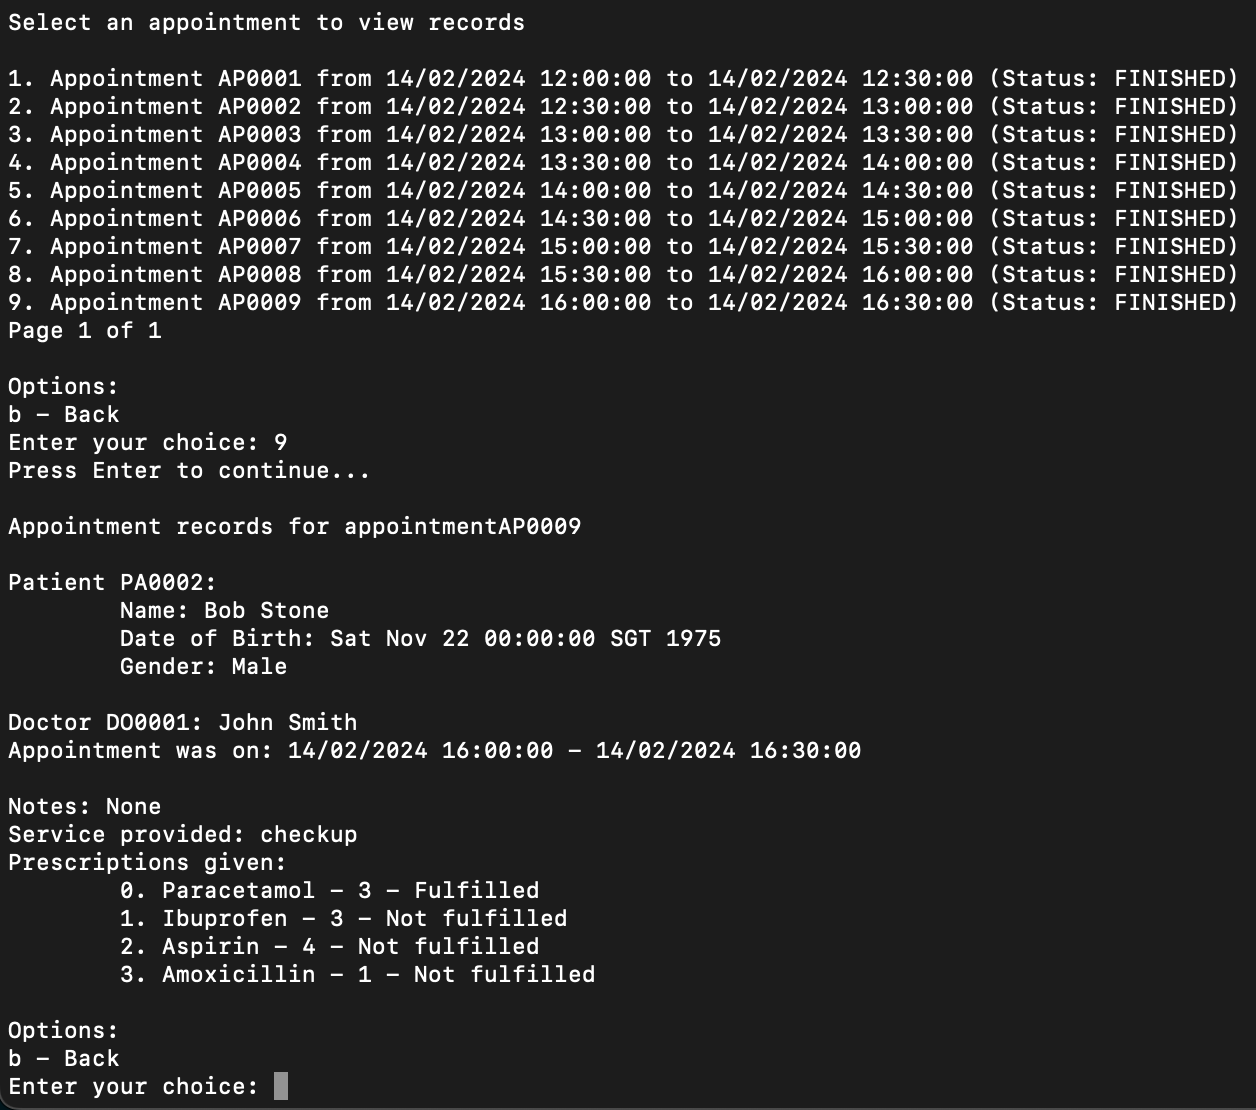 Select an appointment to view records
1. Appointment AP0001 from 14/02/2024 12:00:00 to 14/02/2024 12:30:00 (Status: FINISHED)
2. Appointment AP0002 from 14/02/2024 12:30:00 to 14/02/2024 13:00:00 (Status: FINISHED)
3. Appointment AP0003 from 14/02/2024 13:00:00 to 14/02/2024 13:30:00 (Status: FINISHED)
4. Appointment AP0004 from 14/02/2024 13:30:00 to 14/02/2024 14:00:00 (Status: FINISHED)
5. Appointment AP0005 from 14/02/2024 14:00:00 to 14/02/2024 14:30:00 (Status: FINISHED)
6. Appointment AP0006 from 14/02/2024 14:30:00 to 14/02/2024 15:00:00 (Status: FINISHED)
7. Appointment AP0007 from 14/02/2024 15:00:00 to 14/02/2024 15:30:00 (Status: FINISHED)
8. Appointment AP0008 from 14/02/2024 15:30:00 to 14/02/2024 16:00:00 (Status: FINISHED)
9. Appointment AP0009 from 14/02/2024 16:00:00 to 14/02/2024 16:30:00 (Status: FINISHED)
Page 1 of 1
Options:
b – Back
Enter your choice: 9
Press Enter to continue...
Appointment records for appointmentAP0009
Patient PA0002:
Name: Bob Stone
Date of Birth: Sat Nov 22 00:00:00 SGT 1975
Gender: Male
Doctor DO0001: John Smith
Appointment was on: 14/02/2024 16:00:00 – 14/02/2024 16:30:00
Notes: None
Service provided: checkup
Prescriptions given:
0. Paracetamol – 3 – Fulfilled
1. Ibuprofen – 3 – Not fulfilled
2. Aspirin – 4 – Not fulfilled
3. Amoxicillin – 1 – Not fulfilled
Options:
b – Back
Enter your choice: